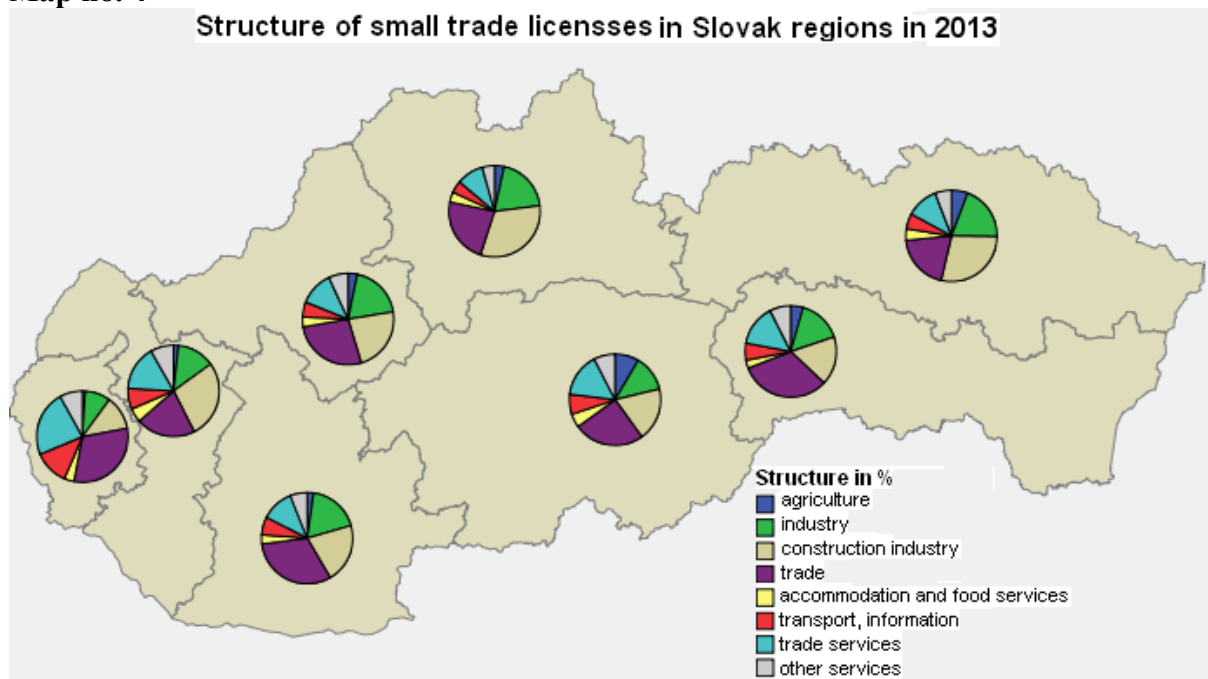 Structure of small trade licensses in Slovak regions in 2013
Structure in %
agriculture
industry
construction industry
trade
accommodation and food services
transport, information
trade services
other services